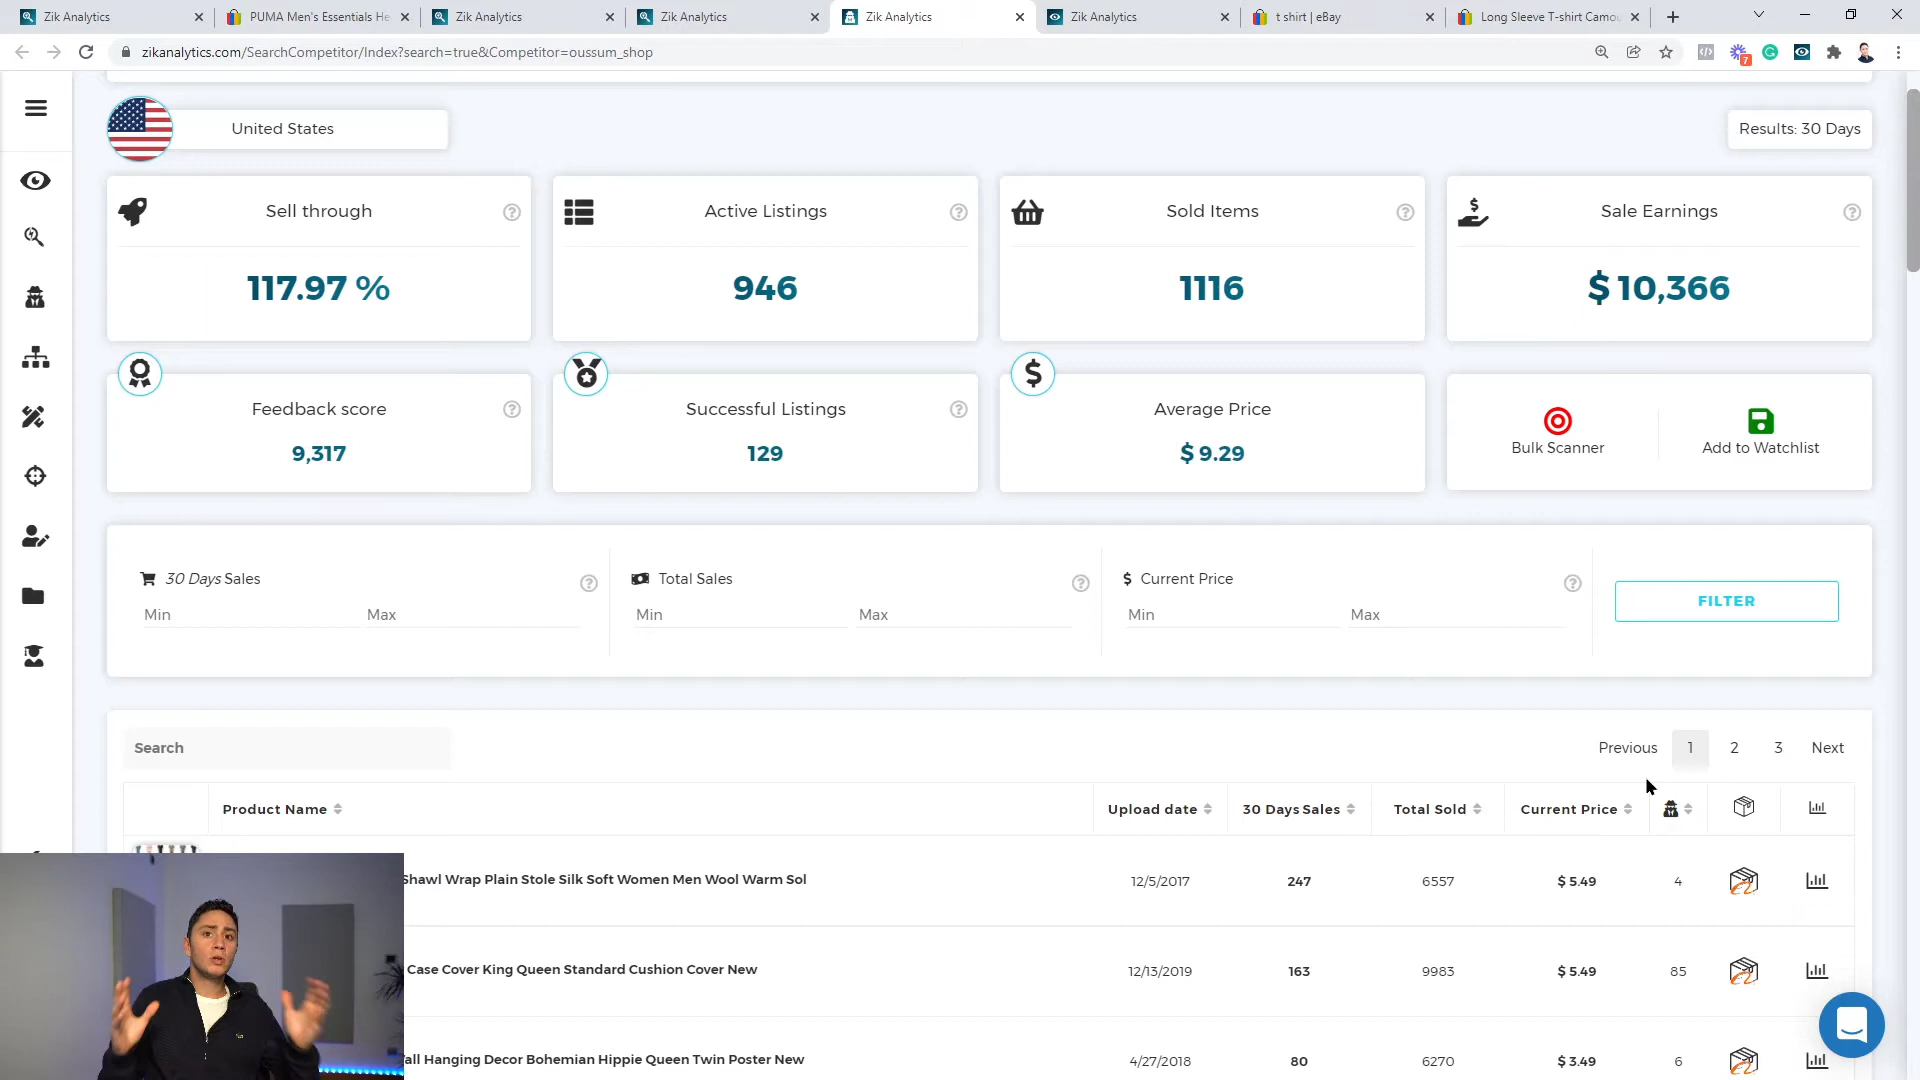 Zik Analytics
PUMA Men's Essentials He
Zik Analytics
Zik Analytics
Zik Analytics
Zik Analytics
t shirt | eBay
Long Sleeve T-shirt Camou
zikanalytics.com/SearchCompetitor/Index?search=true&Competitor=oussum_shop
7
United States
Results: 30 Days
Sell through
Active Listings
Sold Items
Sale Earnings
117.97 %
946
1116
$ 10,366
Feedback score
Successful Listings
Average Price
9,317
129
$ 9.29
Bulk Scanner
Add to Watchlist
30 Days Sales
Total Sales
$ Current Price
Min
Max
Min
Max
Min
Max
FILTER
Search
Previous 1 2 3 Next
Product Name
Upload date
30 Days Sales
Total Sold
Current Price
Shawl Wrap Plain Stole Silk Soft Women Men Wool Warm Sol 12/5/2017 247 6557 $ 5.49 4
Case Cover King Queen Standard Cushion Cover New 12/13/2019 163 9983 $ 5.49 85
all Hanging Decor Bohemian Hippie Queen Twin Poster New 4/27/2018 80 6270 $ 3.49 6